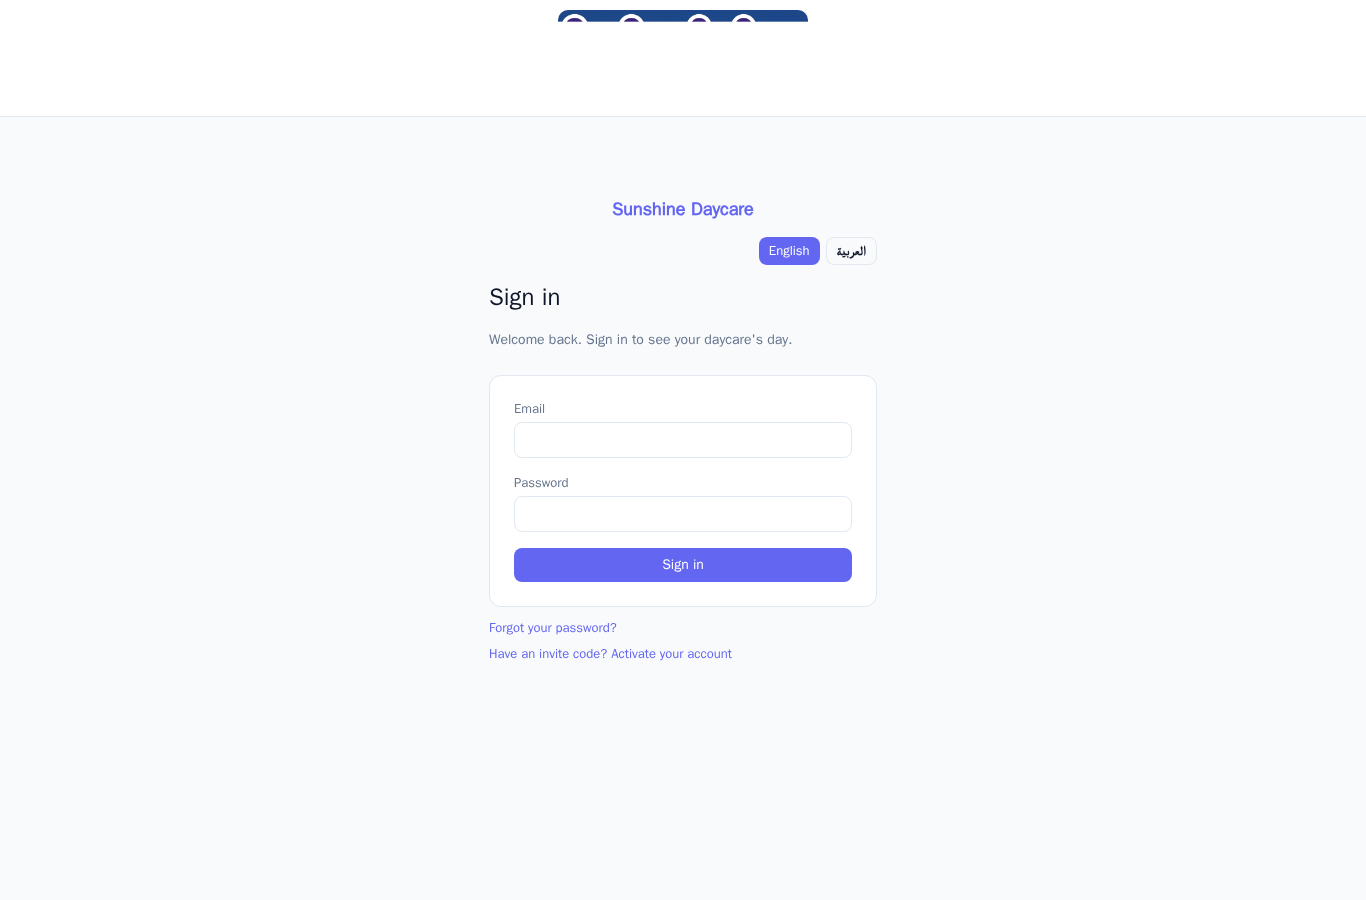 Sunshine Daycare
English العربية
Sign in
Welcome back. Sign in to see your daycare's day.
Email
Password
Sign in
Forgot your password?
Have an invite code? Activate your account